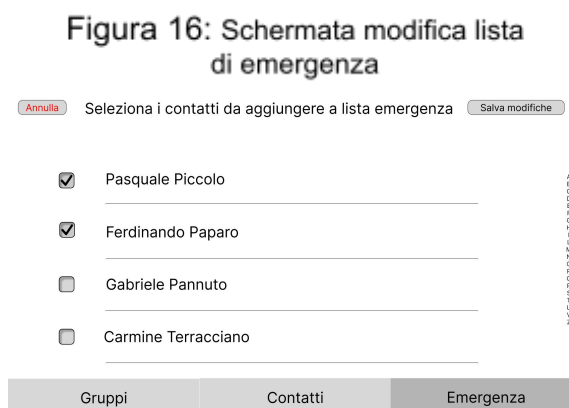 Figura 16: Schermata modifica lista
di emergenza
Annulla Seleziona i contatti da aggiungere a lista emergenza Salva modifiche
Pasquale Piccolo
Ferdinando Paparo
Gabriele Pannuto
Carmine Terracciano
Gruppi Contatti Emergenza